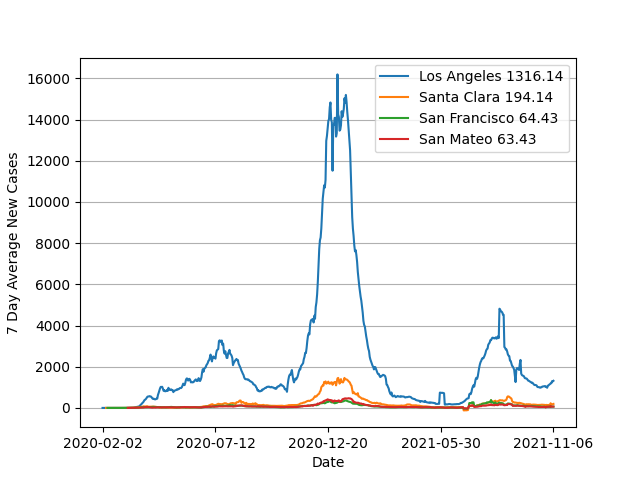 16000
14000
12000
10000
8000
6000
4000
2000
0
7 Day Average New Cases
Los Angeles 1316.14
Santa Clara 194.14
San Francisco 64.43
San Mateo 63.43
2020-02-02 2020-07-12 2020-12-20 2021-05-30 2021-11-06
Date